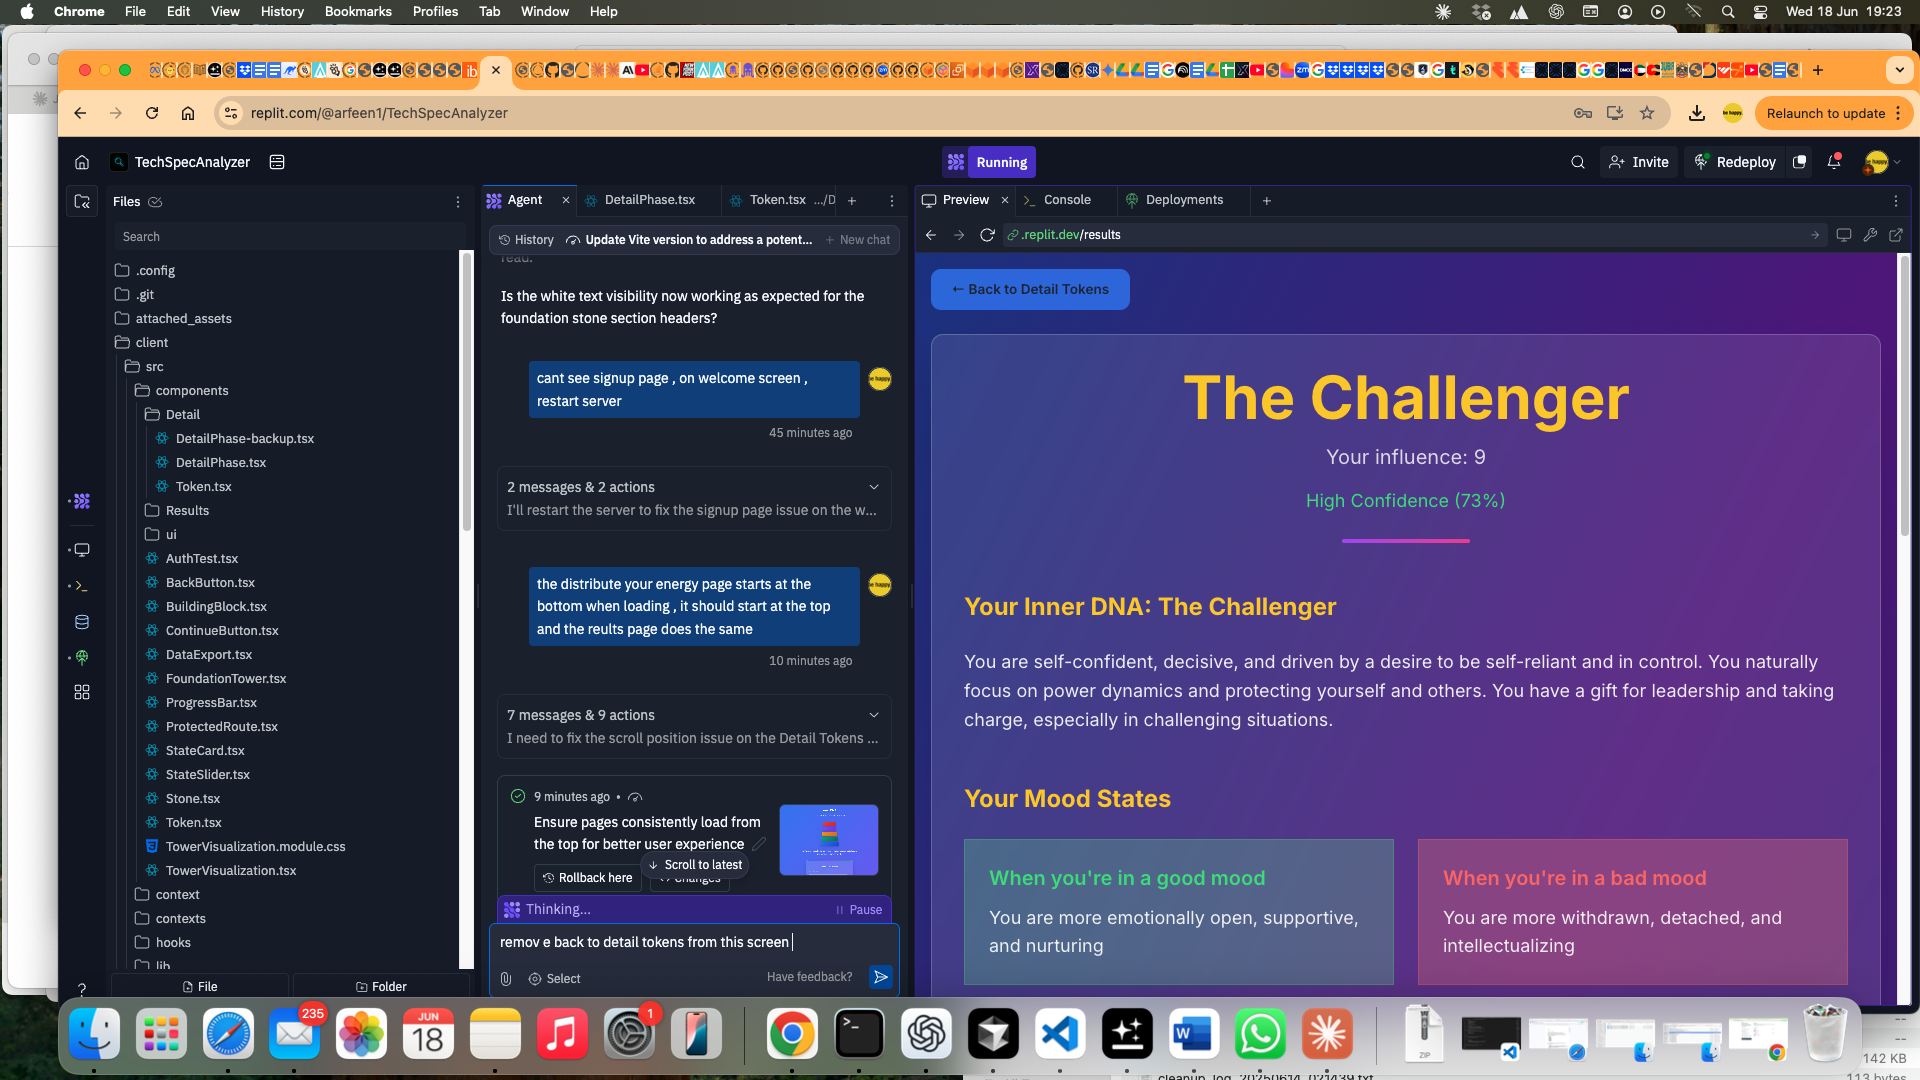 Chrome File Edit View History Bookmarks Profiles Tab Window Help
Wed 18 Jun 19:23
replit.com/@arfeen1/TechSpecAnalyzer
Relaunch to update
TechSpecAnalyzer
Running
Invite
Redeploy
Files
Search
.config
.git
attached_assets
client
src
components
Detail
DetailPhase-backup.tsx
DetailPhase.tsx
Token.tsx
Results
ui
AuthTest.tsx
BackButton.tsx
BuildingBlock.tsx
ContinueButton.tsx
DataExport.tsx
FoundationTower.tsx
ProgressBar.tsx
ProtectedRoute.tsx
StateCard.tsx
StateSlider.tsx
Stone.tsx
Token.tsx
TowerVisualization.module.css
TowerVisualization.tsx
context
contexts
hooks
lib
File
Folder
Agent
DetailPhase.tsx
Token.tsx .../D
History
Update Vite version to address a potent...
+ New chat
read.
Is the white text visibility now working as expected for the
foundation stone section headers?
cant see signup page , on welcome screen ,
restart server
45 minutes ago
2 messages & 2 actions
I'll restart the server to fix the signup page issue on the w...
the distribute your energy page starts at the
bottom when loading , it should start at the top
and the reults page does the same
10 minutes ago
7 messages & 9 actions
I need to fix the scroll position issue on the Detail Tokens ...
9 minutes ago •
Ensure pages consistently load from
the top for better user experience
Scroll to latest
Rollback here
Changes
Thinking...
Pause
remov e back to detail tokens from this screen
Select
Have feedback?
Preview
Console
Deployments
.replit.dev/results
← Back to Detail Tokens
The Challenger
Your influence: 9
High Confidence (73%)
Your Inner DNA: The Challenger
You are self-confident, decisive, and driven by a desire to be self-reliant and in control. You naturally
focus on power dynamics and protecting yourself and others. You have a gift for leadership and taking
charge, especially in challenging situations.
Your Mood States
When you're in a good mood
You are more emotionally open, supportive,
and nurturing
When you're in a bad mood
You are more withdrawn, detached, and
intellectualizing
235
JUN
18
1
ZIP
142 KB
cleanup_log_20250614_021439.txt
113 bytes